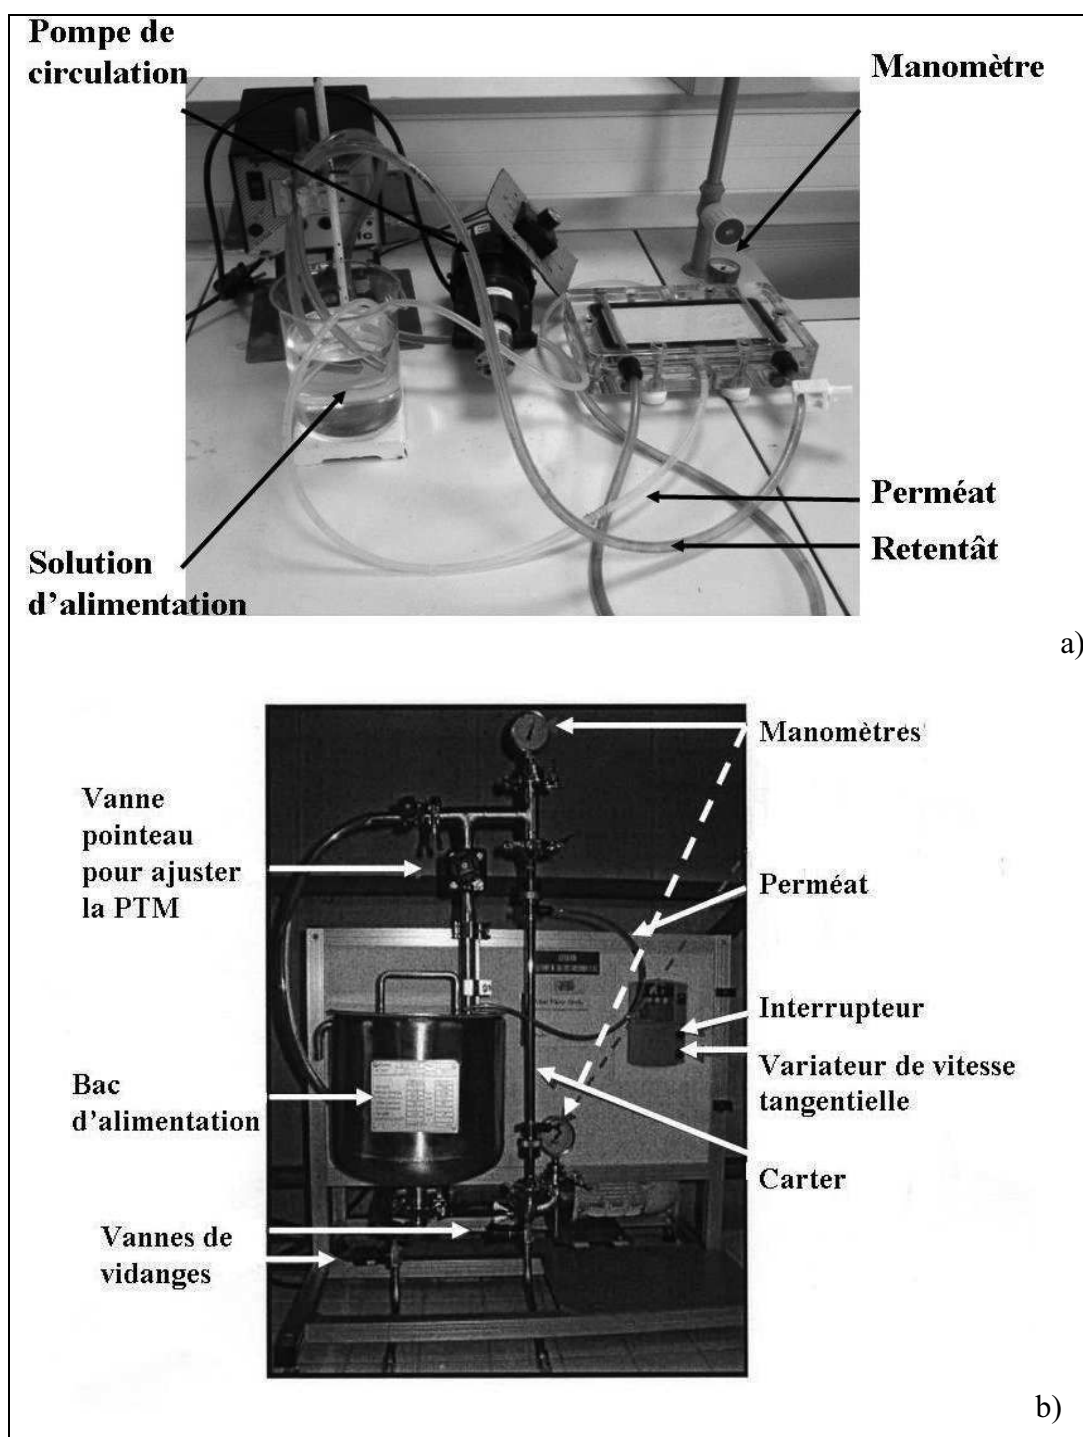 Pompe de
circulation
Manomètre
Perméat
Retentât
Solution
d’alimentation
a)
Manomètres
Vanne
pointeau
pour ajuster
la PTM
Perméat
Interrupteur
Variateur de vitesse
tangentielle
Bac
d’alimentation
Carter
Vannes de
vidanges
b)